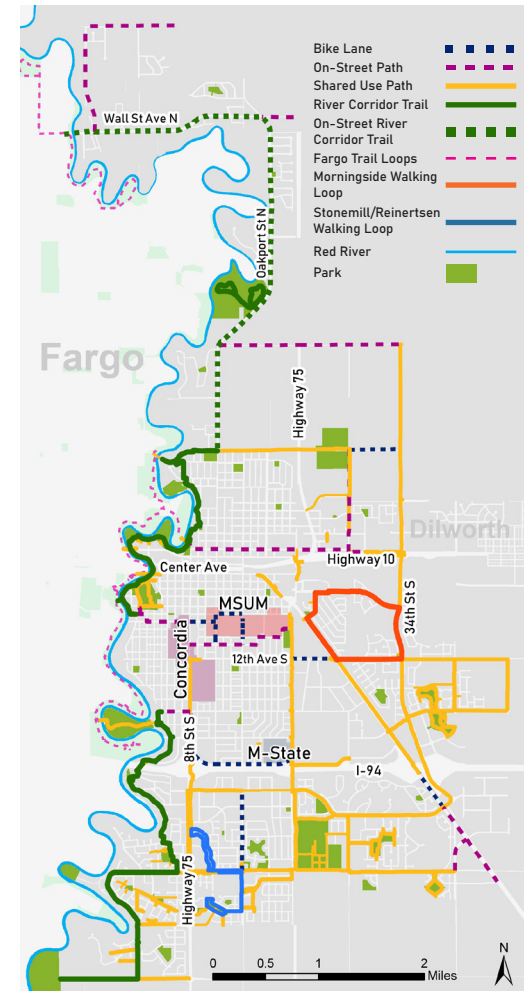 Bike Lane
On-Street Path
Shared Use Path
River Corridor Trail
On-Street River
Corridor Trail
Fargo Trail Loops
Morningside Walking
Loop
Stonemill/Reinertsen
Walking Loop
Red River
Park
Wall St Ave N
Oakport St N
Fargo
Highway 75
Dilworth
Highway 10
Center Ave
MSUM
34th St S
Concordia
12th Ave S
8th St S
M-State
I-94
Highway 75
0 0.5 1 2
Miles
N